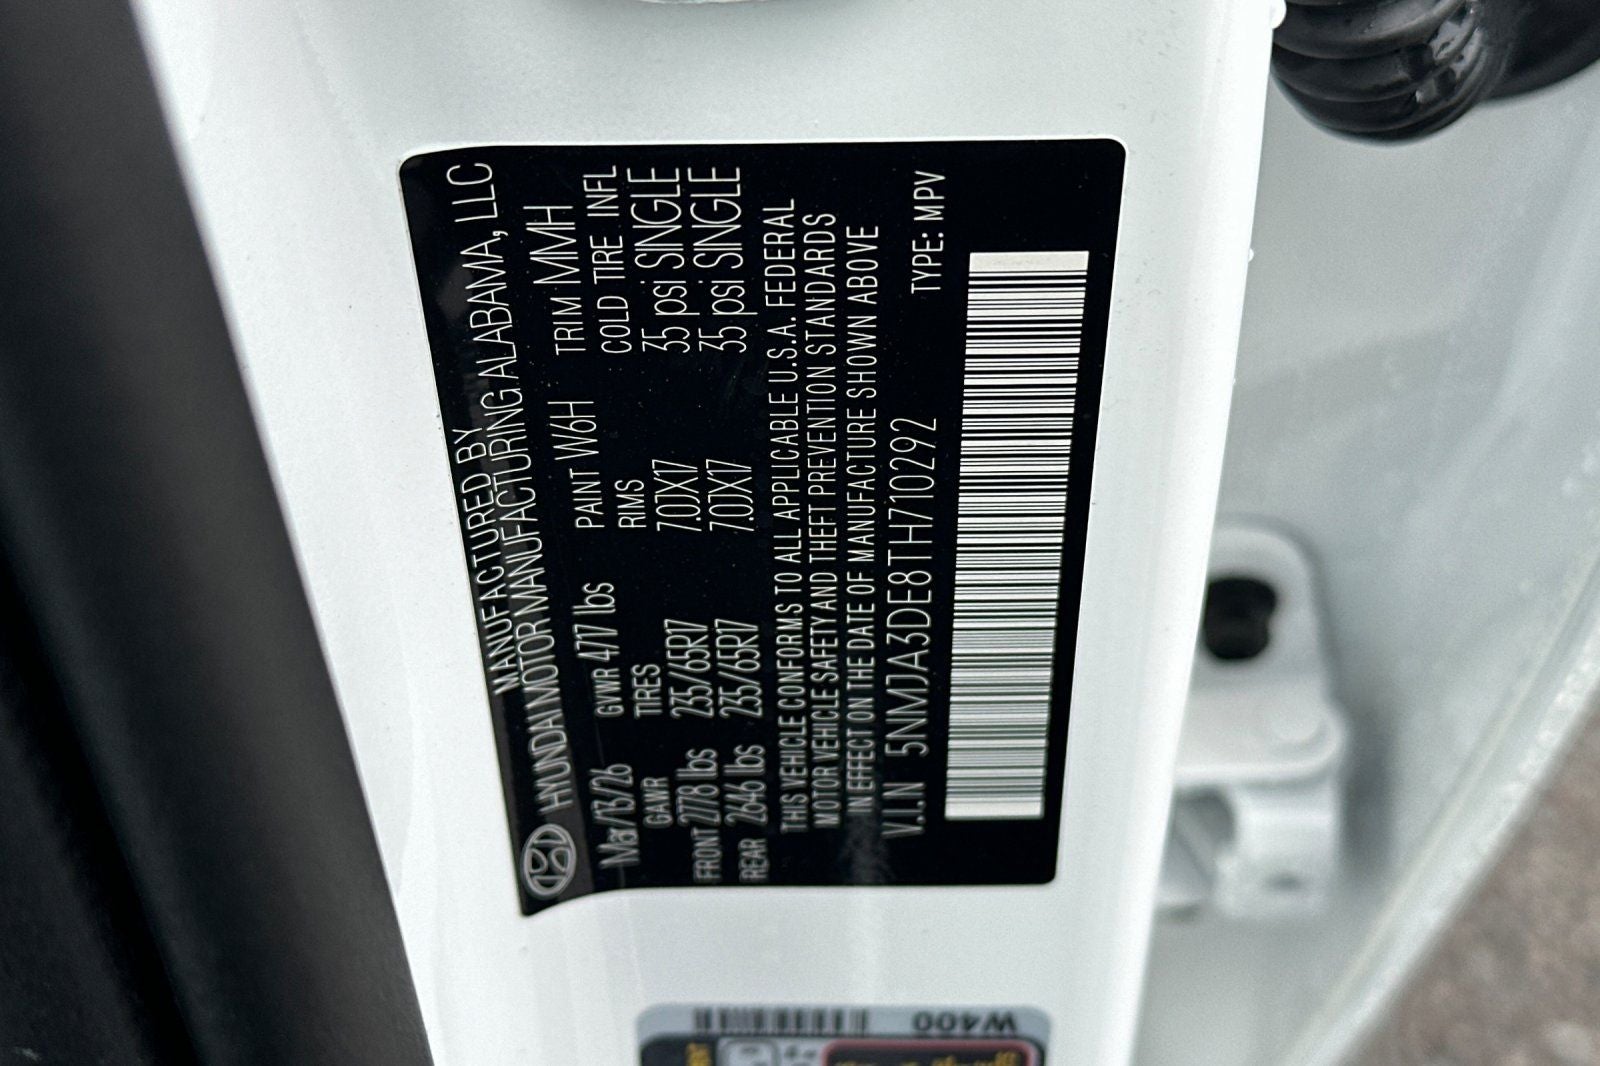 MANUFACTURED BY
HYUNDAI MOTOR MANUFACTURING ALABAMA, LLC
Mar/13/26 GVWR 4717 lbs PAINT W6H TRIM MMH
GAWR TIRES RIMS COLD TIRE INFL
FRONT 2778 lbs 235/65R17 7.0JX17 35 psi SINGLE
REAR 2646 lbs 235/65R17 7.0JX17 35 psi SINGLE
THIS VEHICLE CONFORMS TO ALL APPLICABLE U.S.A. FEDERAL
MOTOR VEHICLE SAFETY AND THEFT PREVENTION STANDARDS
IN EFFECT ON THE DATE OF MANUFACTURE SHOWN ABOVE
V.I.N 5NMJA3DE8TH710292 TYPE: MPV
W400